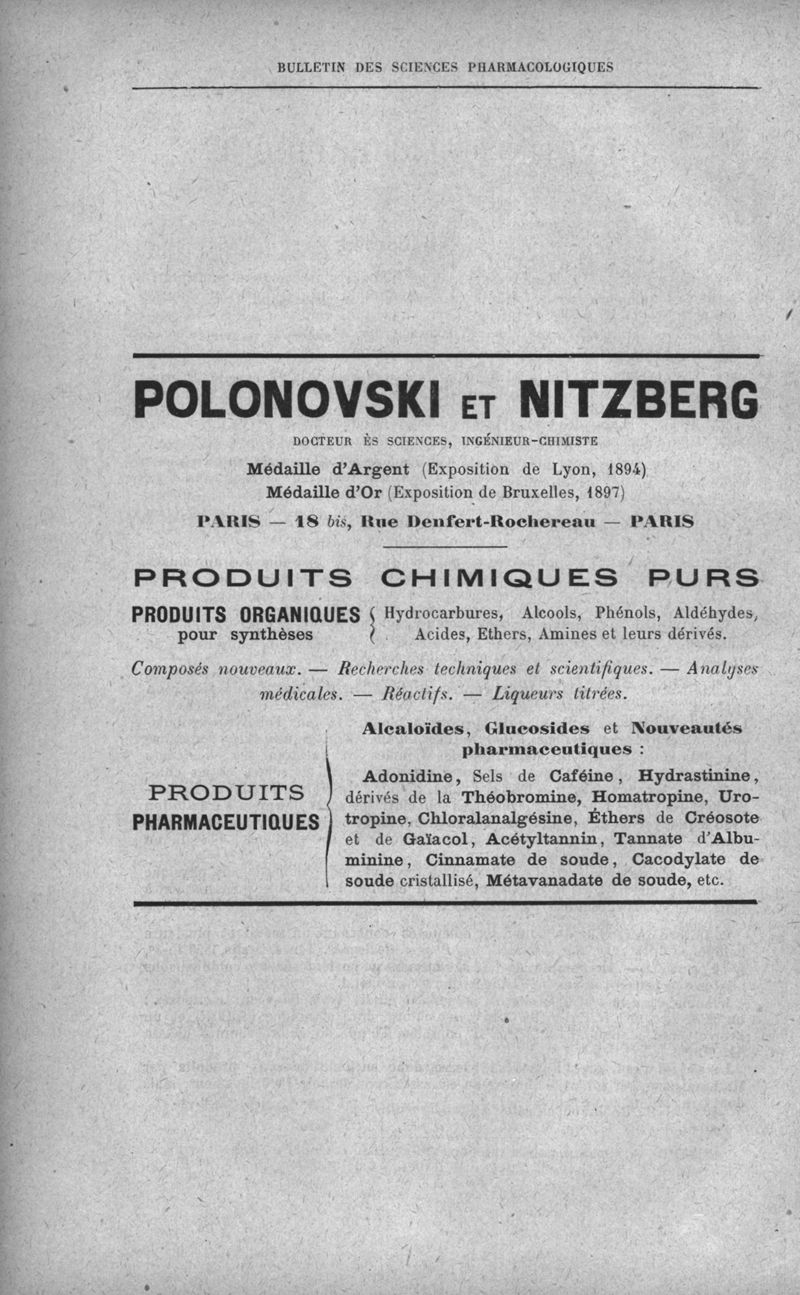 BULLETIN DES SCIENCES PHARMACOLOGIQUES
POLONOVSKI ET NITZBERG
DOCTEUR ÈS SCIENCES, INGÉNIEUR-CHIMISTE
Médaille d'Argent (Exposition de Lyon, 1894)
Médaille d'Or (Exposition de Bruxelles, 1897)
PARIS — 18 bis, Rue Denfert-Rochereau — PARIS
PRODUITS CHIMIQUES PURS
PRODUITS ORGANIQUES
pour synthèses
Hydrocarbures, Alcools, Phénols, Aldéhydes,
Acides, Ethers, Amines et leurs dérivés.
Composés nouveaux. — Recherches techniques et scientifiques. — Analyses
médicales. — Réactifs. — Liqueurs titrées.
PRODUITS
PHARMACEUTIQUES
Alcaloïdes, Glucosides et Nouveautés
pharmaceutiques :
Adonidine, Sels de Caféine, Hydrastinine,
dérivés de la Théobromine, Homatropine, Uro-
tropine, Chloralanalgésine, Éthers de Créosote
et de Gaïacol, Acétyltannin, Tannate d'Albu-
minine, Cinnamate de soude, Cacodylate de
soude cristallisé, Métavanadate de soude, etc.